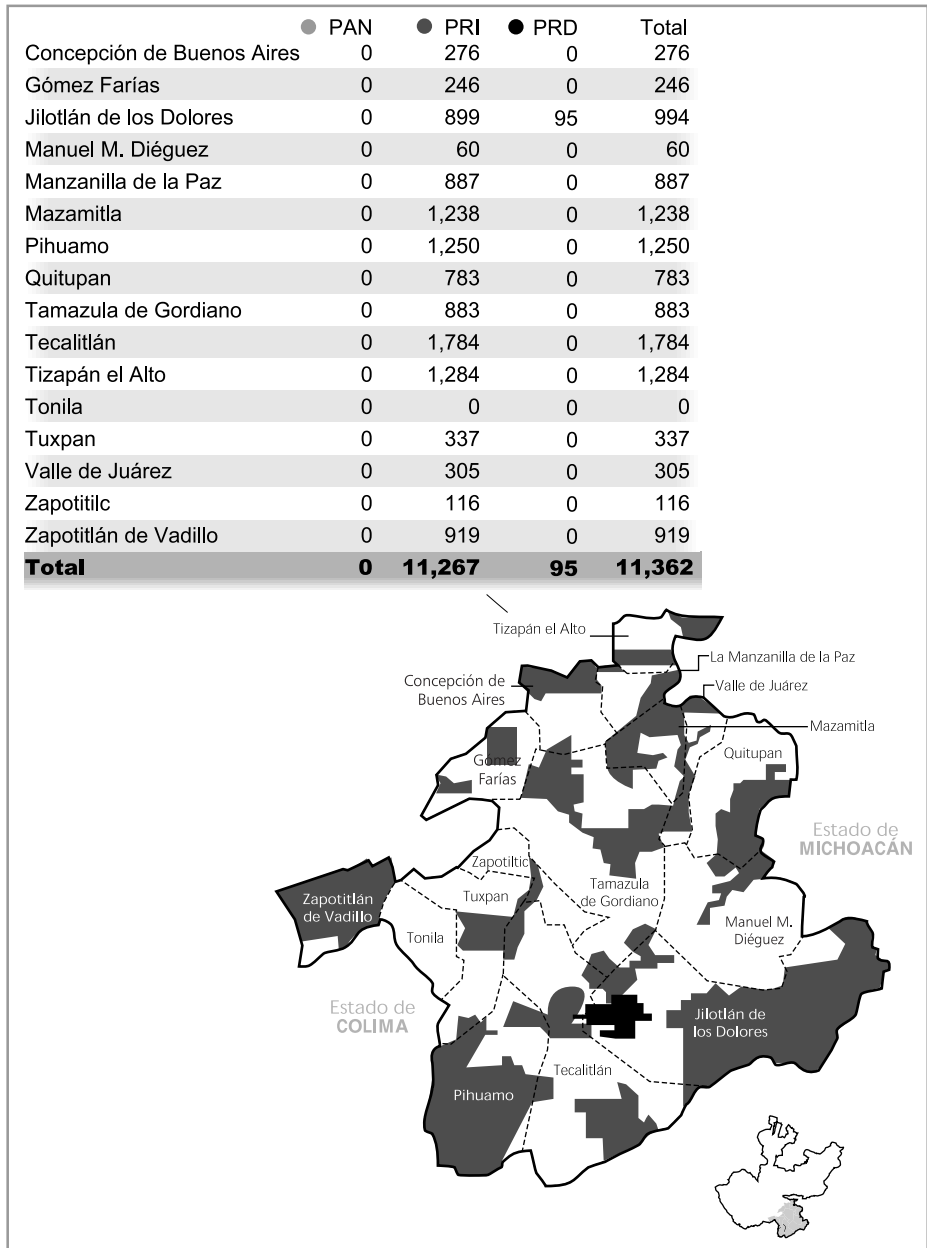 PAN PRI PRD Total
Concepción de Buenos Aires 0 276 0 276
Gómez Farías 0 246 0 246
Jilotlán de los Dolores 0 899 95 994
Manuel M. Diéguez 0 60 0 60
Manzanilla de la Paz 0 887 0 887
Mazamitla 0 1,238 0 1,238
Pihuamo 0 1,250 0 1,250
Quitupan 0 783 0 783
Tamazula de Gordiano 0 883 0 883
Tecalitlán 0 1,784 0 1,784
Tizapán el Alto 0 1,284 0 1,284
Tonila 0 0 0 0
Tuxpan 0 337 0 337
Valle de Juárez 0 305 0 305
Zapotitilc 0 116 0 116
Zapotitlán de Vadillo 0 919 0 919
Total 0 11,267 95 11,362
Tizapán el Alto
La Manzanilla de la Paz
Concepción de
Buenos Aires
Valle de Juárez
Mazamitla
Quitupan
Gómez
Farías
Estado de
MICHOACÁN
Zapotiltic
Tamazula
de Gordiano
Tuxpan
Zapotitlán
de Vadillo
Manuel M.
Diéguez
Tonila
Estado de
COLIMA
Jilotlán de
los Dolores
Tecalitlán
Pihuamo